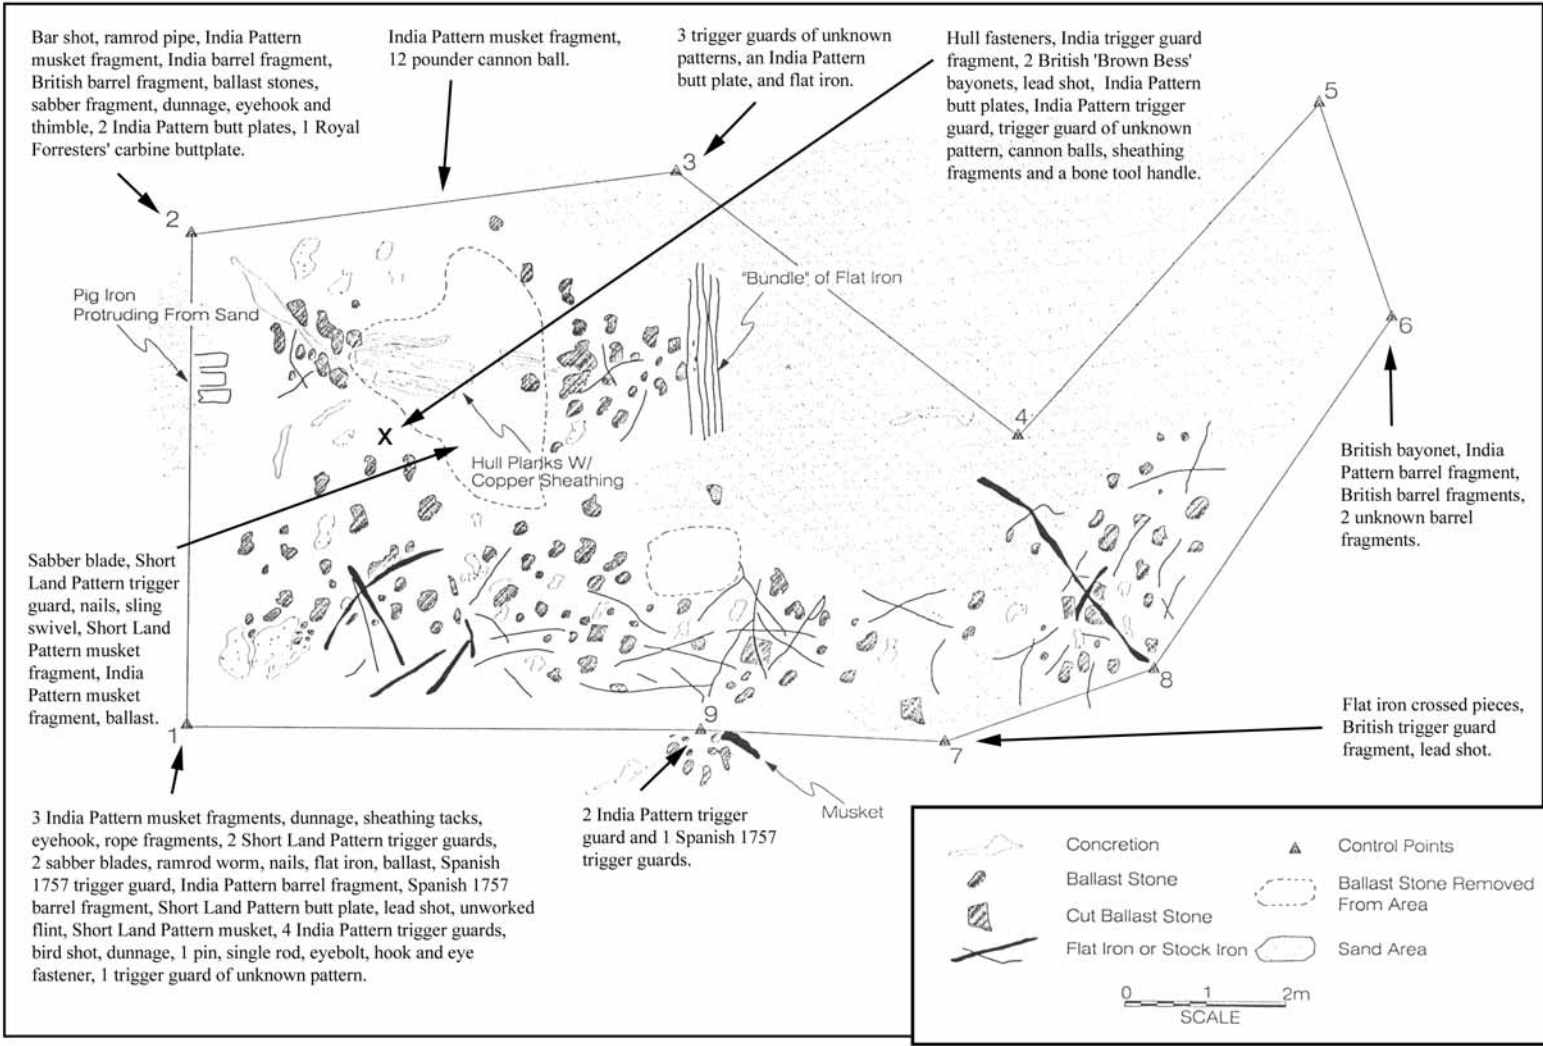 Bar shot, ramrod pipe, India Pattern
musket fragment, India barrel fragment,
British barrel fragment, ballast stones,
sabber fragment, dunnage, eyehook and
thimble, 2 India Pattern butt plates, 1 Royal
Forresters' carbine buttplate.
India Pattern musket fragment,
12 pounder cannon ball.
3 trigger guards of unknown
patterns, an India Pattern
butt plate, and flat iron.
Hull fasteners, India trigger guard
fragment, 2 British 'Brown Bess'
bayonets, lead shot, India Pattern
butt plates, India Pattern trigger
guard, trigger guard of unknown
pattern, cannon balls, sheathing
fragments and a bone tool handle.
5
3
2
Pig Iron
Protruding From Sand
"Bundle" of Flat Iron
6
4
X
Hull Planks W/
Copper Sheathing
British bayonet, India
Pattern barrel fragment,
British barrel fragments,
2 unknown barrel
fragments.
Sabber blade, Short
Land Pattern trigger
guard, nails, sling
swivel, Short Land
Pattern musket
fragment, India
Pattern musket
fragment, ballast.
8
1
9
7
Flat iron crossed pieces,
British trigger guard
fragment, lead shot.
3 India Pattern musket fragments, dunnage, sheathing tacks,
eyehook, rope fragments, 2 Short Land Pattern trigger guards,
2 sabber blades, ramrod worm, nails, flat iron, ballast, Spanish
1757 trigger guard, India Pattern barrel fragment, Spanish 1757
barrel fragment, Short Land Pattern butt plate, lead shot, unworked
flint, Short Land Pattern musket, 4 India Pattern trigger guards,
bird shot, dunnage, 1 pin, single rod, eyebolt, hook and eye
fastener, 1 trigger guard of unknown pattern.
2 India Pattern trigger
guard and 1 Spanish 1757
trigger guards.
Musket
Concretion
Ballast Stone
Cut Ballast Stone
Flat Iron or Stock Iron
Control Points
Ballast Stone Removed
From Area
Sand Area
0 1 2m
SCALE